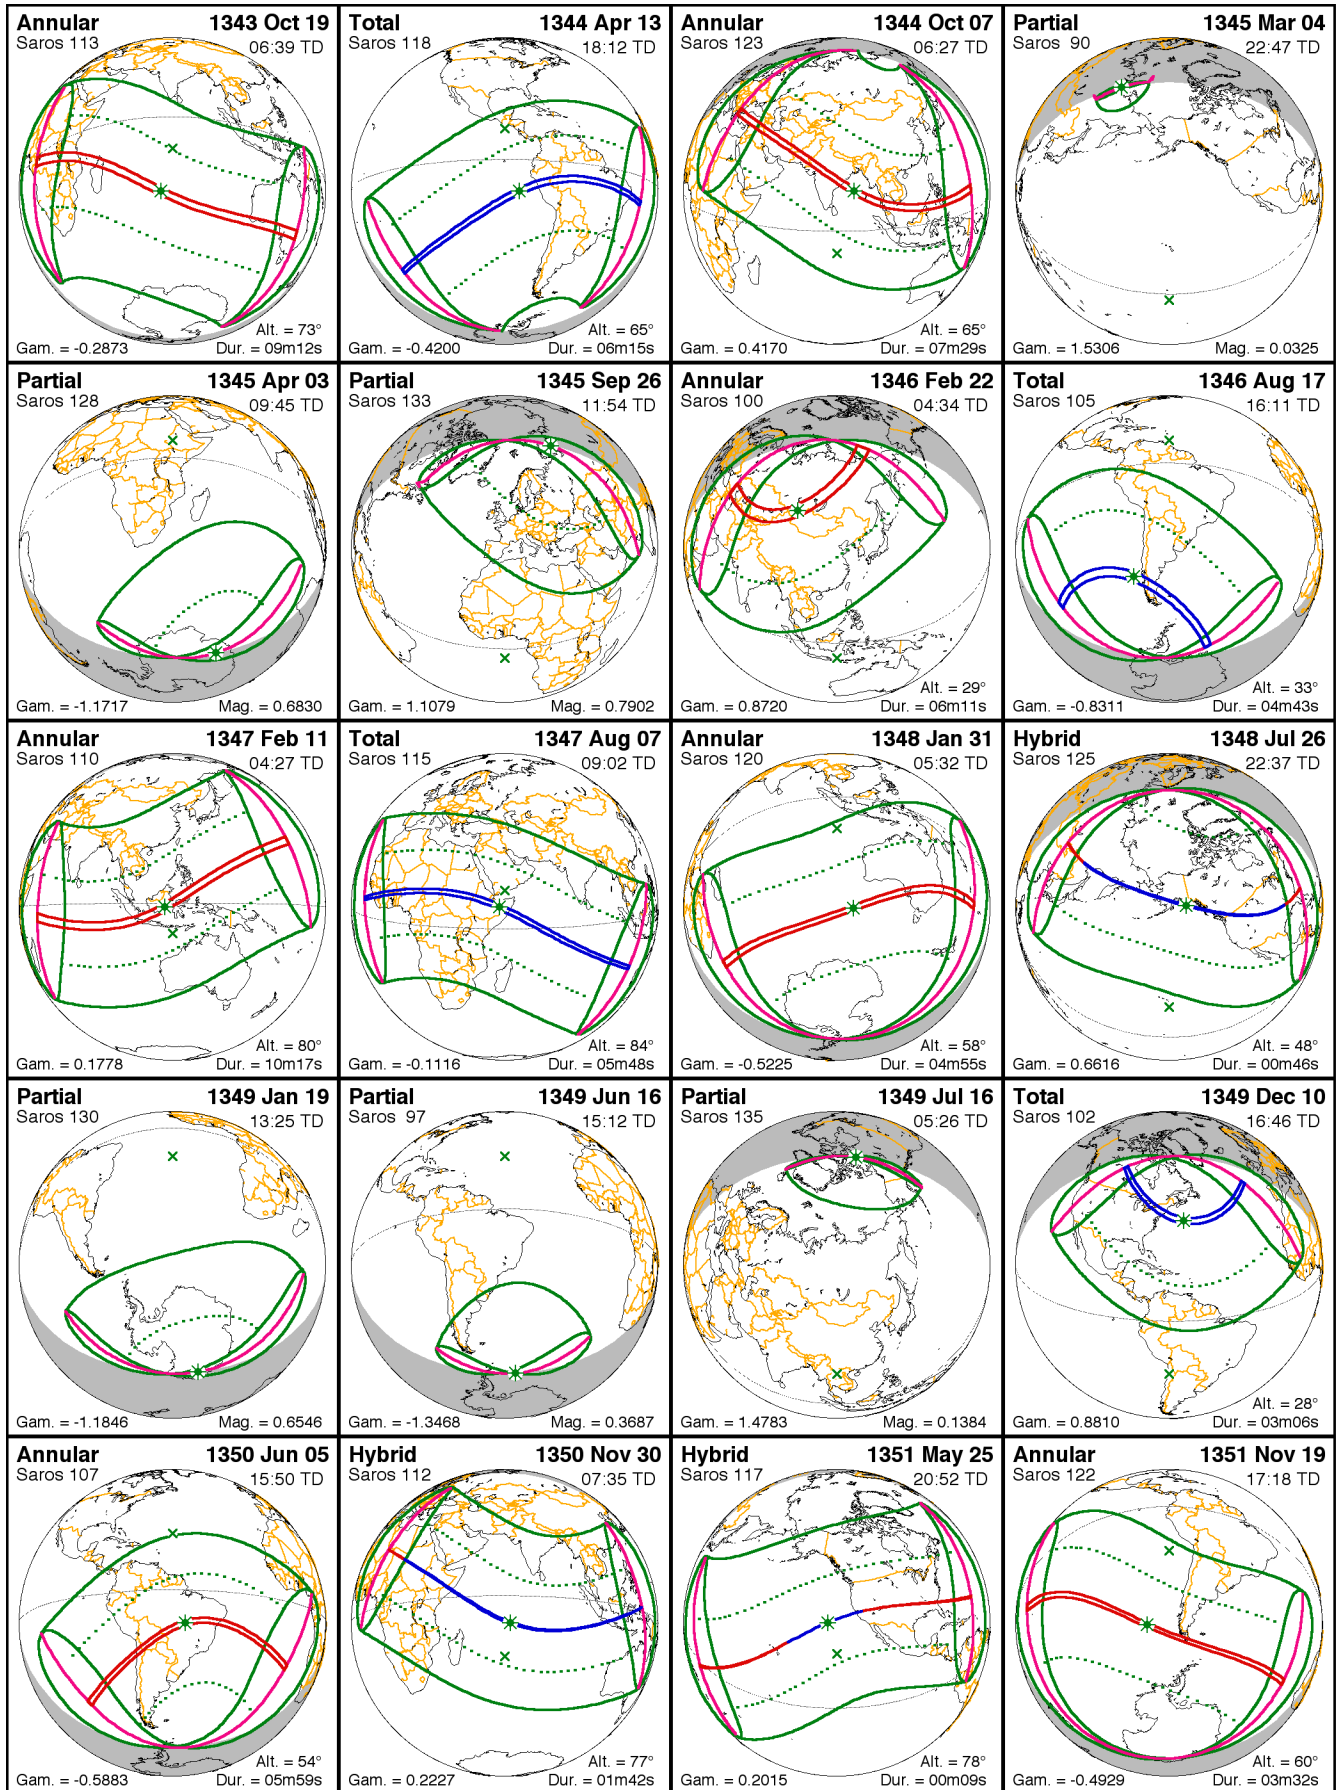 Annular 1343 Oct 19
Saros 113 06:39 TD
Alt. = 73°
Gam. = -0.2873 Dur. = 09m12s
Total 1344 Apr 13
Saros 118 18:12 TD
Alt. = 65°
Gam. = -0.4200 Dur. = 06m15s
Annular 1344 Oct 07
Saros 123 06:27 TD
Alt. = 65°
Gam. = 0.4170 Dur. = 07m29s
Partial 1345 Mar 04
Saros 90 22:47 TD
Gam. = 1.5306 Mag. = 0.0325
Partial 1345 Apr 03
Saros 128 09:45 TD
Gam. = -1.1717 Mag. = 0.6830
Partial 1345 Sep 26
Saros 133 11:54 TD
Gam. = 1.1079 Mag. = 0.7902
Annular 1346 Feb 22
Saros 100 04:34 TD
Alt. = 29°
Gam. = 0.8720 Dur. = 06m11s
Total 1346 Aug 17
Saros 105 16:11 TD
Alt. = 33°
Gam. = -0.8311 Dur. = 04m43s
Annular 1347 Feb 11
Saros 110 04:27 TD
Alt. = 80°
Gam. = 0.1778 Dur. = 10m17s
Total 1347 Aug 07
Saros 115 09:02 TD
Alt. = 84°
Gam. = -0.1116 Dur. = 05m48s
Annular 1348 Jan 31
Saros 120 05:32 TD
Alt. = 58°
Gam. = -0.5225 Dur. = 04m55s
Hybrid 1348 Jul 26
Saros 125 22:37 TD
Alt. = 48°
Gam. = 0.6616 Dur. = 00m46s
Partial 1349 Jan 19
Saros 130 13:25 TD
Gam. = -1.1846 Mag. = 0.6546
Partial 1349 Jun 16
Saros 97 15:12 TD
Gam. = -1.3468 Mag. = 0.3687
Partial 1349 Jul 16
Saros 135 05:26 TD
Gam. = 1.4783 Mag. = 0.1384
Total 1349 Dec 10
Saros 102 16:46 TD
Alt. = 28°
Gam. = 0.8810 Dur. = 03m06s
Annular 1350 Jun 05
Saros 107 15:50 TD
Alt. = 54°
Gam. = -0.5883 Dur. = 05m59s
Hybrid 1350 Nov 30
Saros 112 07:35 TD
Alt. = 77°
Gam. = 0.2227 Dur. = 01m42s
Hybrid 1351 May 25
Saros 117 20:52 TD
Alt. = 78°
Gam. = 0.2015 Dur. = 00m09s
Annular 1351 Nov 19
Saros 122 17:18 TD
Alt. = 60°
Gam. = -0.4929 Dur. = 03m32s